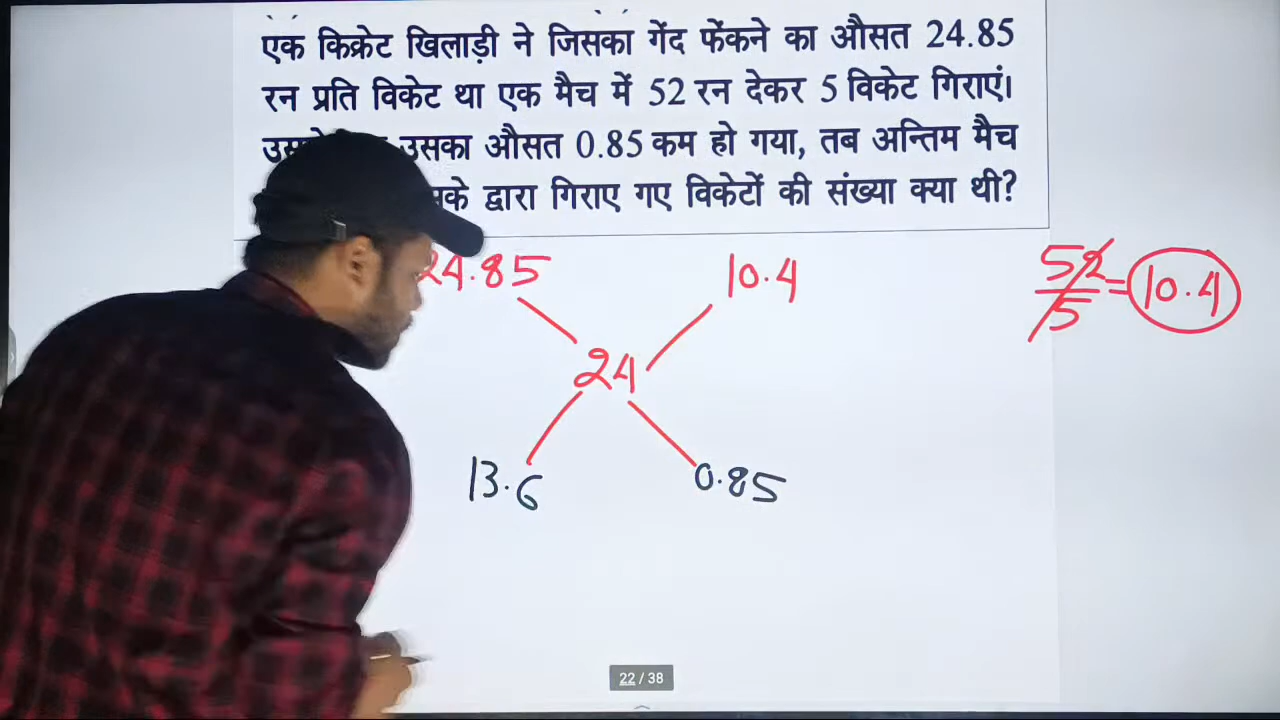 एक किक्रेट खिलाड़ी ने जिसका गेंद फेंकने का औसत 24.85
रन प्रति विकेट था एक मैच में 52 रन देकर 5 विकेट गिराएं।
उसका औसत 0.85 कम हो गया, तब अन्तिम मैच
द्वारा गिराए गए विकेटों की संख्या क्या थी?
24.85 10.4
52/5 = 10.4
24
13.6 0.85
22 / 38